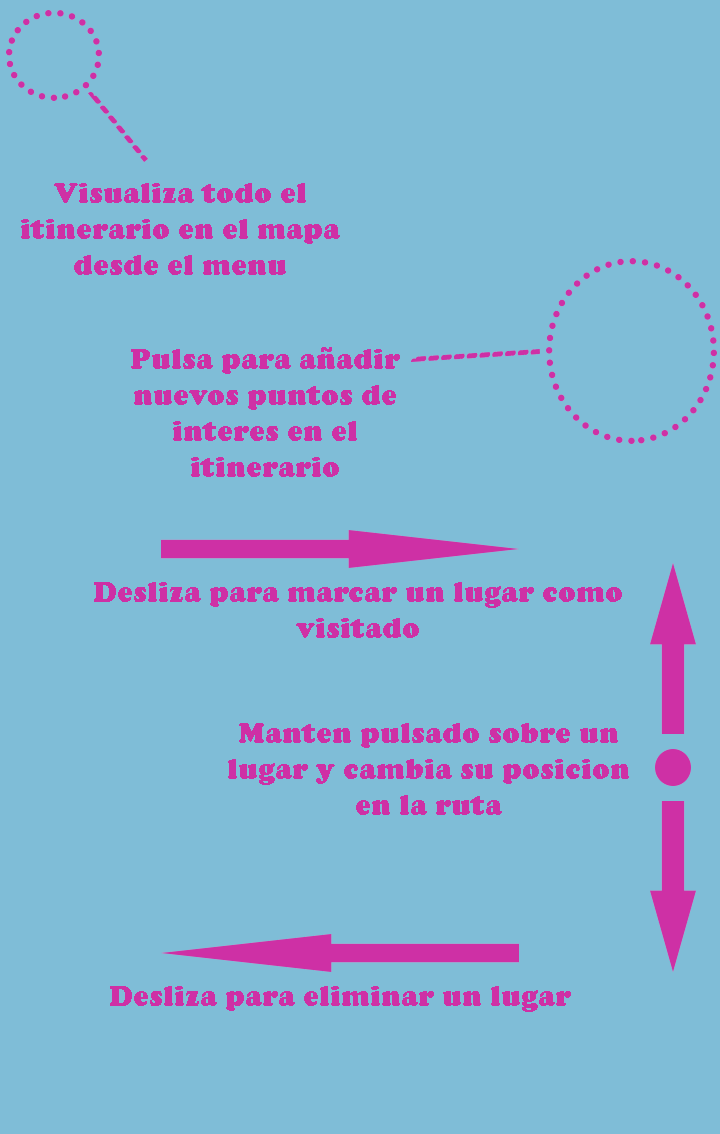 Visualiza todo el
itinerario en el mapa
desde el menu
Pulsa para añadir
nuevos puntos de
interes en el
itinerario
Desliza para marcar un lugar como
visitado
Manten pulsado sobre un
lugar y cambia su posicion
en la ruta
Desliza para eliminar un lugar